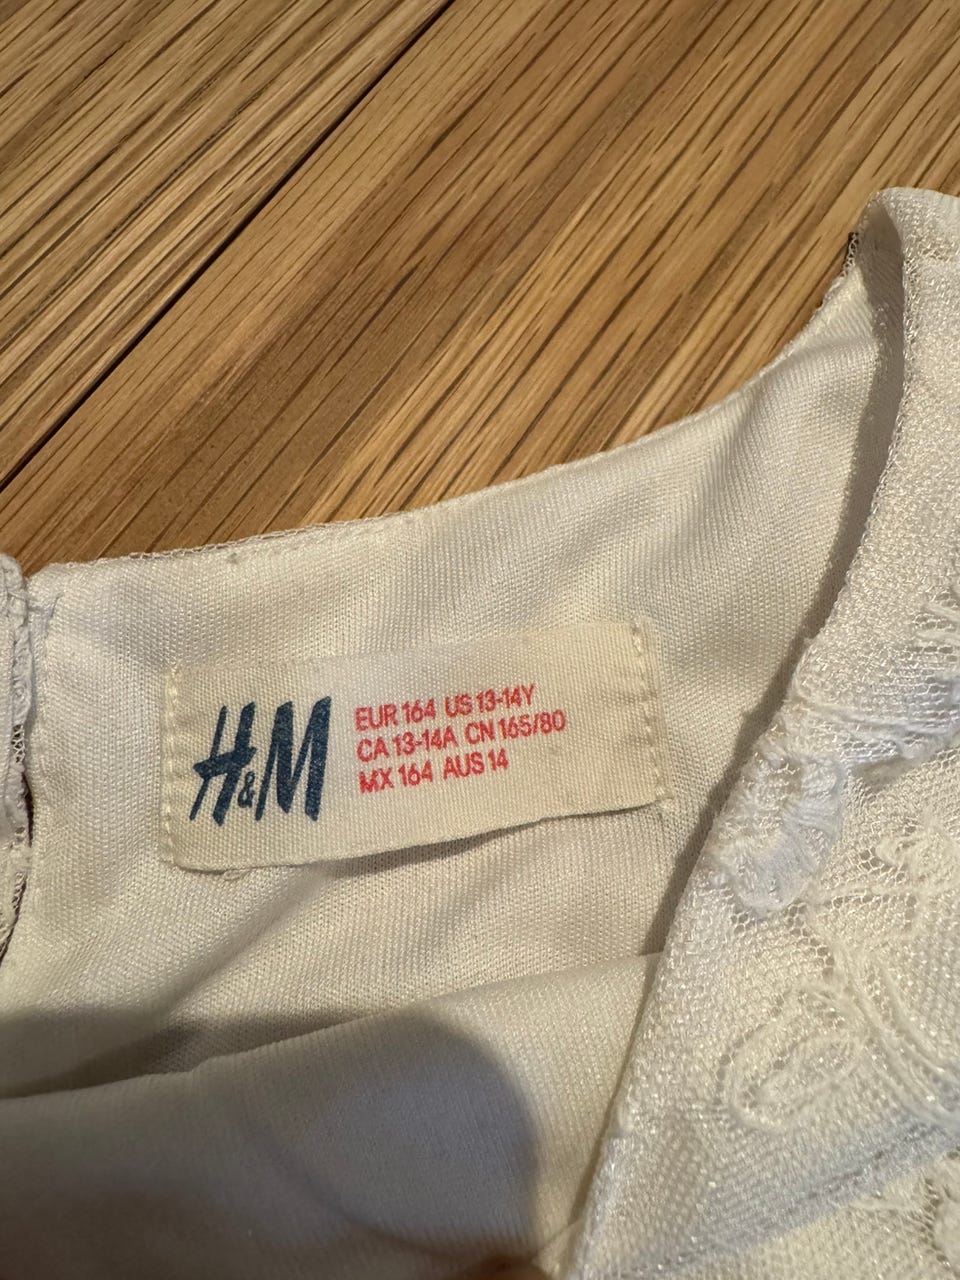 H&M
EUR 164 US 13-14Y
CA 13-14A CN 165/80
MX 164 AUS 14